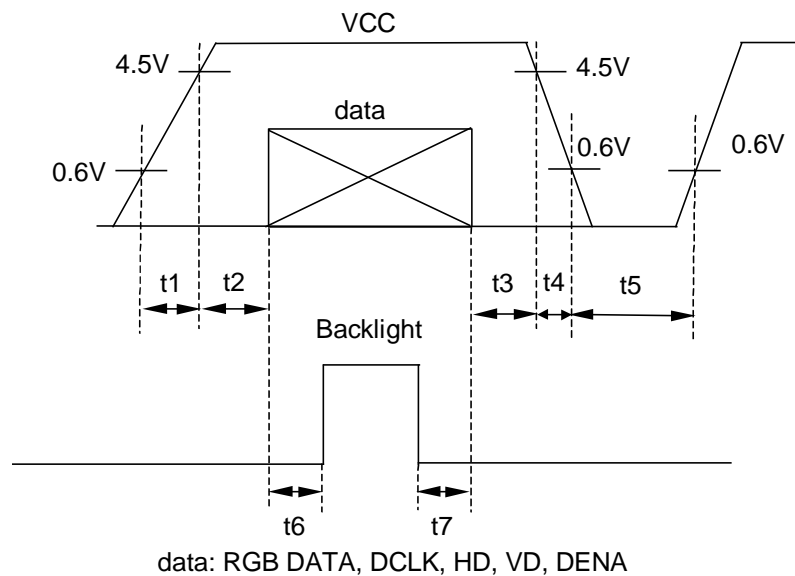 VCC
4.5V
4.5V
data
0.6V
0.6V
0.6V
t1
t2
t3
t4
t5
Backlight
t6
t7
data: RGB DATA, DCLK, HD, VD, DENA